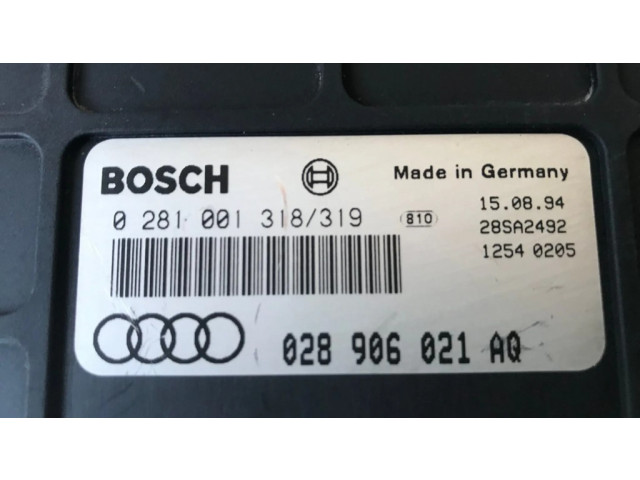 BOSCH
Made in Germany
0 281 001 318/319
810
15.08.94
28SA2492
1254 0205
028 906 021 AQ